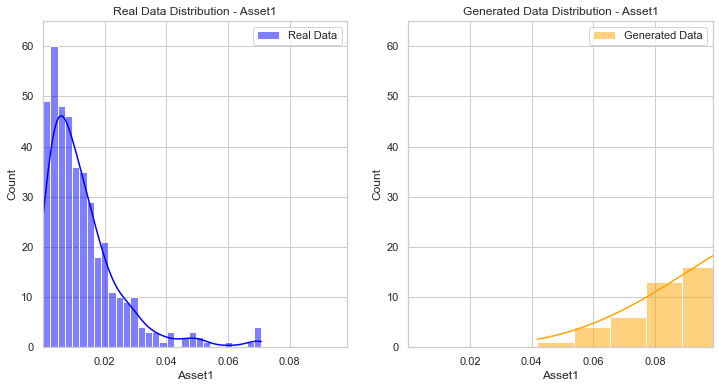 Real Data Distribution - Asset1
Real Data
60
50
40
30
20
10
0
Count
0.02
0.04
0.06
0.08
Asset1
Generated Data Distribution - Asset1
Generated Data
60
50
40
30
20
10
0
Count
0.02
0.04
0.06
0.08
Asset1